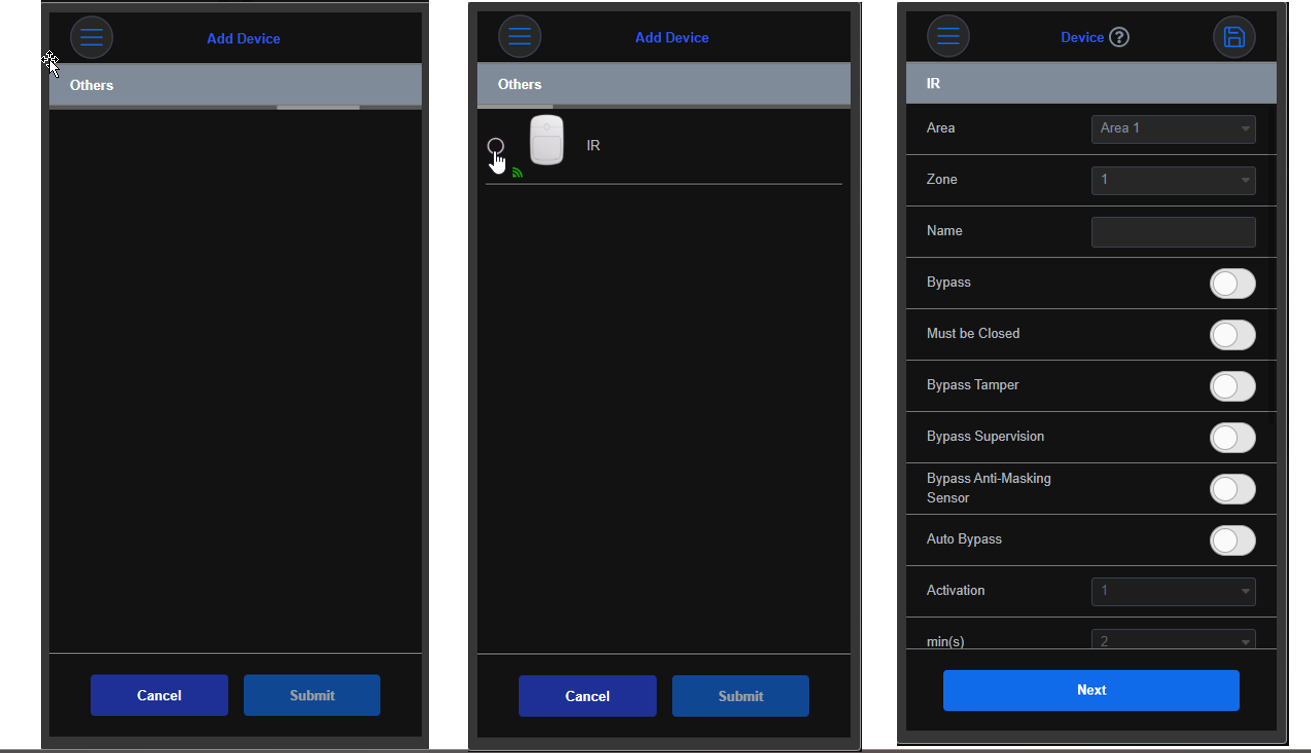 Add Device
Others
Cancel
Submit
Add Device
Others
IR
Cancel
Submit
Device ?
IR
Area
Area 1
Zone
1
Name
Bypass
Must be Closed
Bypass Tamper
Bypass Supervision
Bypass Anti-Masking
Sensor
Auto Bypass
Activation
1
min(s)
2
Next